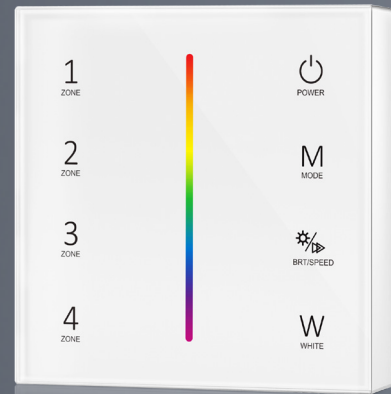 1
ZONE
2
ZONE
3
ZONE
4
ZONE
POWER
M
MODE
BRT/SPEED
W
WHITE